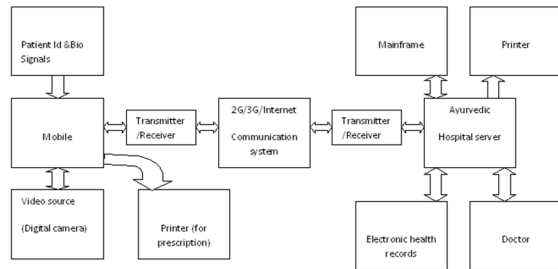 Patient Id &Bio
Signals
Mainframe
Printer
Mobile
Transmitter
/Receiver
2G/3G/Internet
Communication
system
Transmitter
/Receiver
Ayurvedic
Hospital server
Video source
(Digital camera)
Printer (for
prescription)
Electronic health
records
Doctor